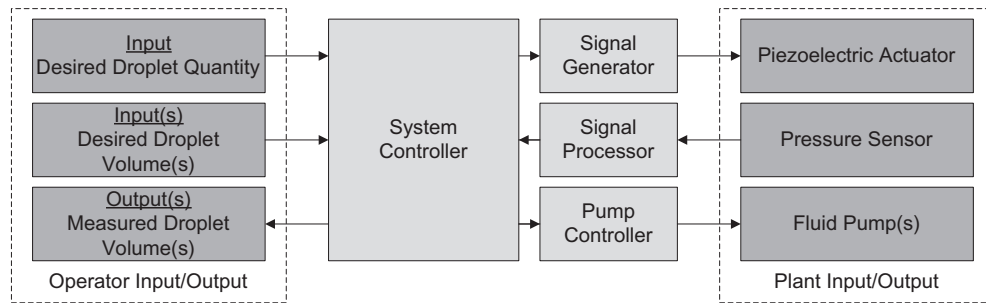 Input
Desired Droplet Quantity
Input(s)
Desired Droplet
Volume(s)
Output(s)
Measured Droplet
Volume(s)
Operator Input/Output
System
Controller
Signal
Generator
Signal
Processor
Pump
Controller
Piezoelectric Actuator
Pressure Sensor
Fluid Pump(s)
Plant Input/Output